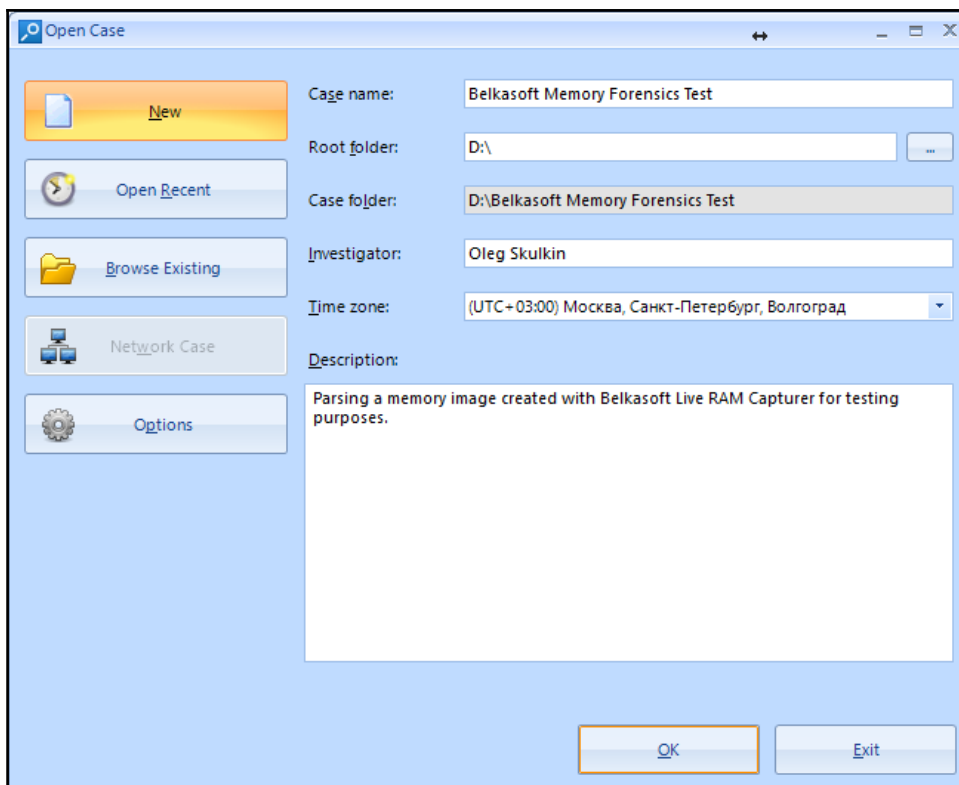 Open Case
New
Open Recent
Browse Existing
Network Case
Options
Case name:
Belkasoft Memory Forensics Test
Root folder:
D:\
...
Case folder:
D:\Belkasoft Memory Forensics Test
Investigator:
Oleg Skulkin
Time zone:
(UTC+03:00) Москва, Санкт-Петербург, Волгоград
Description:
Parsing a memory image created with Belkasoft Live RAM Capturer for testing
purposes.
OK
Exit